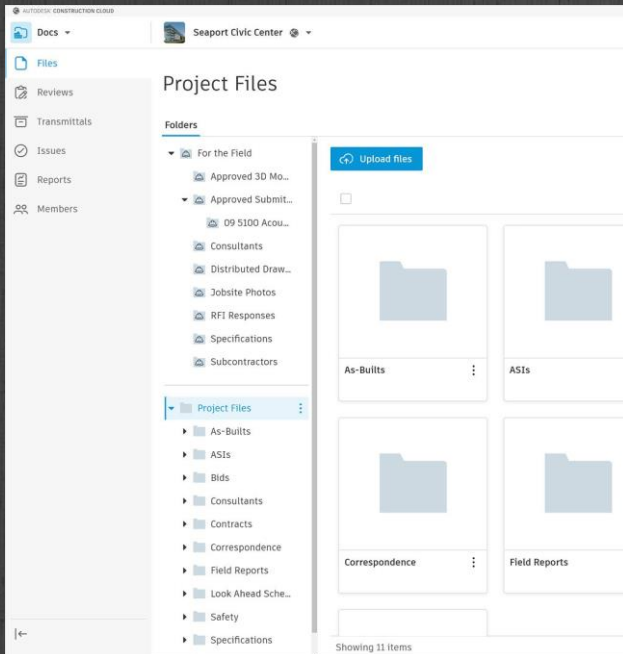 AUTODESK CONSTRUCTION CLOUD
Docs
Seaport Civic Center
Files
Reviews
Transmittals
Issues
Reports
Members
Project Files
Folders
For the Field
Approved 3D Mo...
Approved Submit...
09 5100 Acou...
Consultants
Distributed Draw...
Jobsite Photos
RFI Responses
Specifications
Subcontractors
Project Files
As-Builts
ASIs
Bids
Consultants
Contracts
Correspondence
Field Reports
Look Ahead Sche...
Safety
Specifications
Upload files
As-Builts
ASIs
Correspondence
Field Reports
Showing 11 items